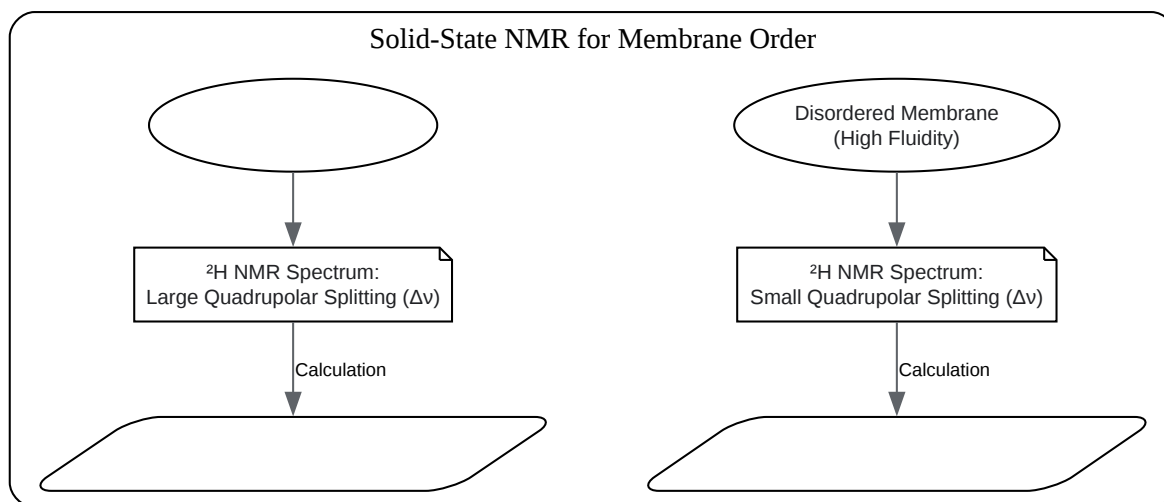 Solid-State NMR for Membrane Order
Disordered Membrane
(High Fluidity)
²H NMR Spectrum:
Large Quadrupolar Splitting (Δν)
²H NMR Spectrum:
Small Quadrupolar Splitting (Δν)
Calculation
Calculation